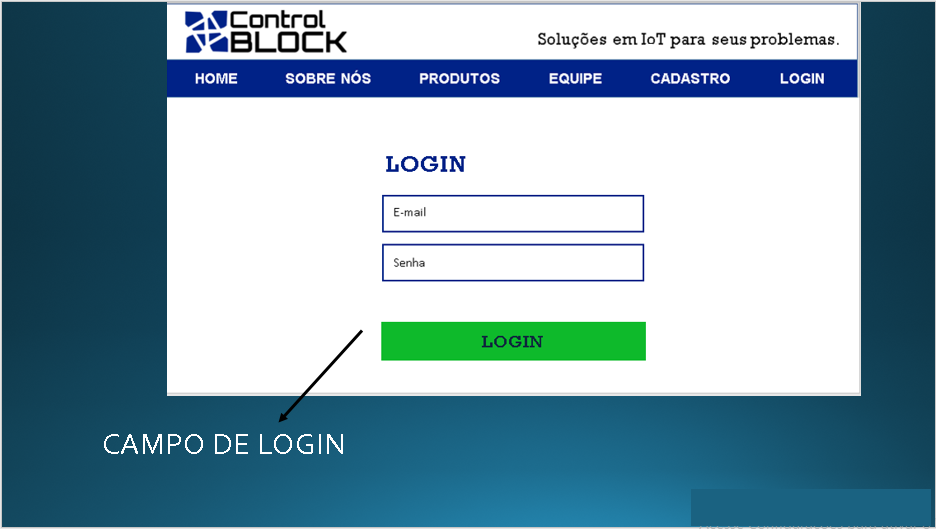 Control
BLOCK
Soluções em IoT para seus problemas.
HOME SOBRE NÓS PRODUTOS EQUIPE CADASTRO LOGIN
LOGIN
E-mail
Senha
LOGIN
CAMPO DE LOGIN